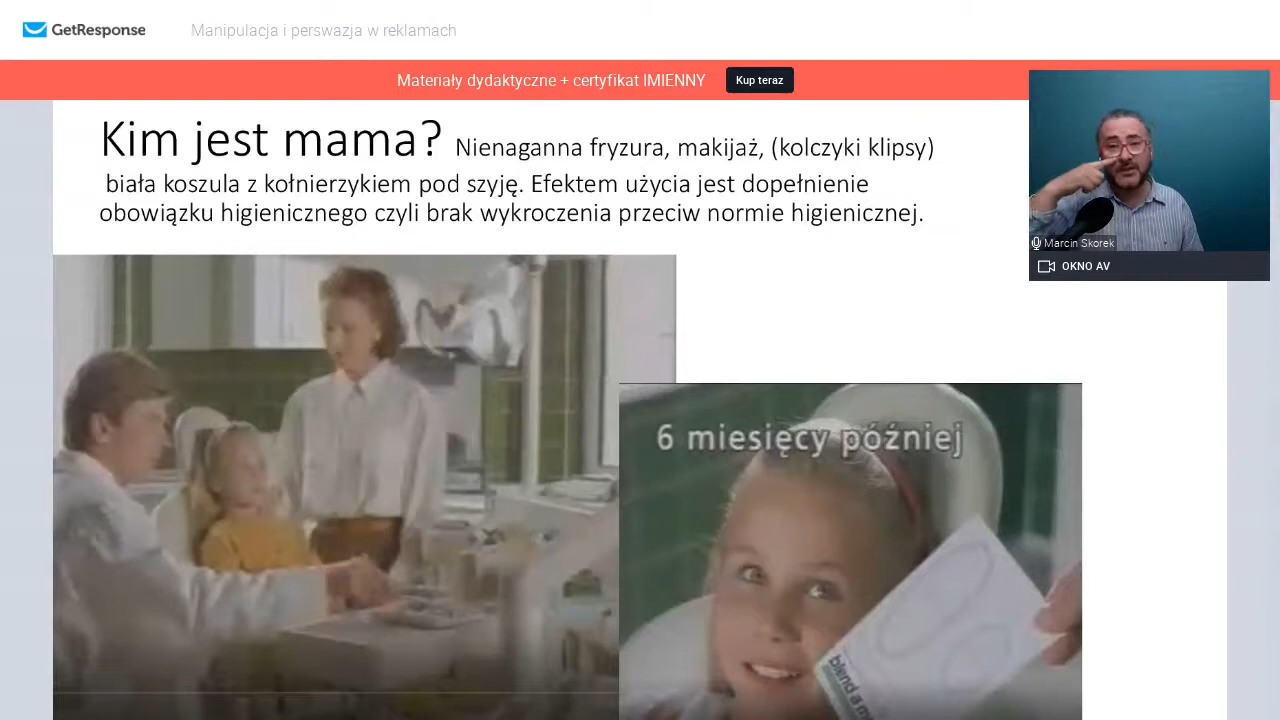 GetResponse
Manipulacja i perswazja w reklamach
Materiały dydaktyczne + certyfikat IMIENNY
Kup teraz
Kim jest mama? Nienaganna fryzura, makijaż, (kolczyki klipsy)
biała koszula z kołnierzykiem pod szyję. Efektem użycia jest dopełnienie
obowiązku higienicznego czyli brak wykroczenia przeciw normie higienicznej.
Marcin Skorek
OKNO AV
6 miesięcy później
blend a m